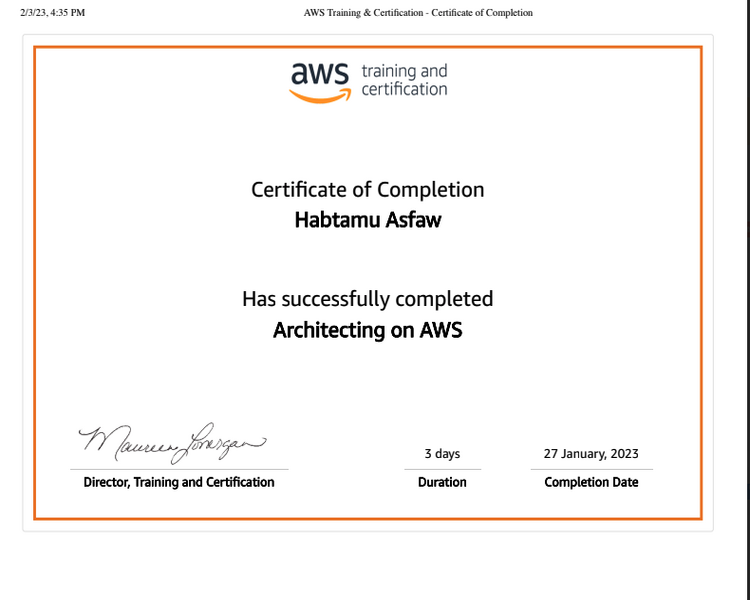 2/3/23, 4:35 PM
AWS Training & Certification - Certificate of Completion
aws training and
certification
Certificate of Completion
Habtamu Asfaw
Has successfully completed
Architecting on AWS
Maureen Lonergan
3 days
27 January, 2023
Director, Training and Certification
Duration
Completion Date